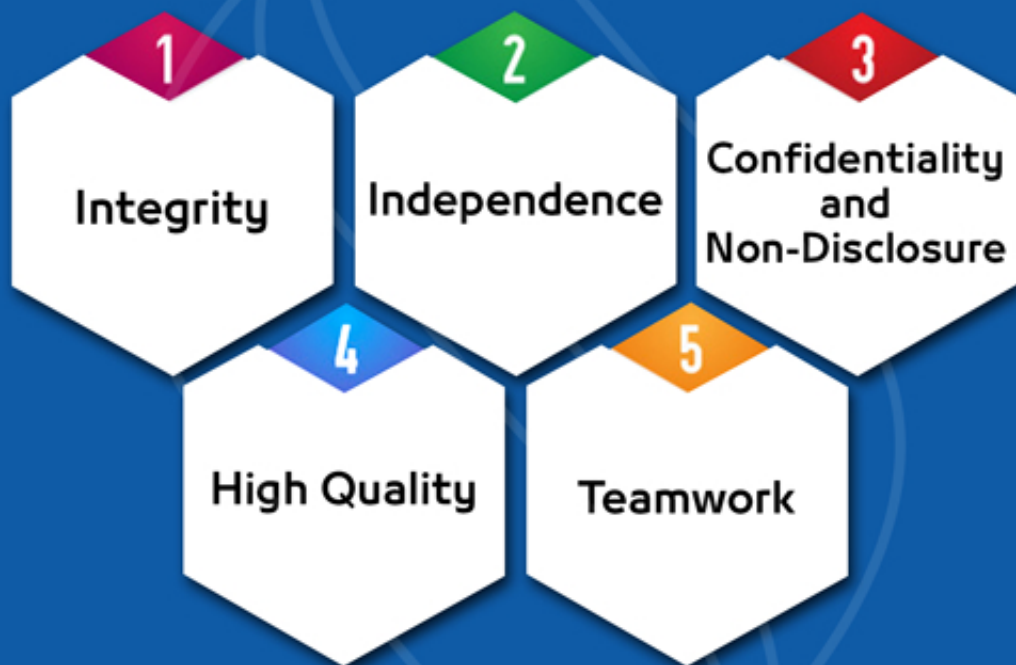 1
Integrity
2
Independence
3
Confidentiality
and
Non-Disclosure
4
High Quality
5
Teamwork